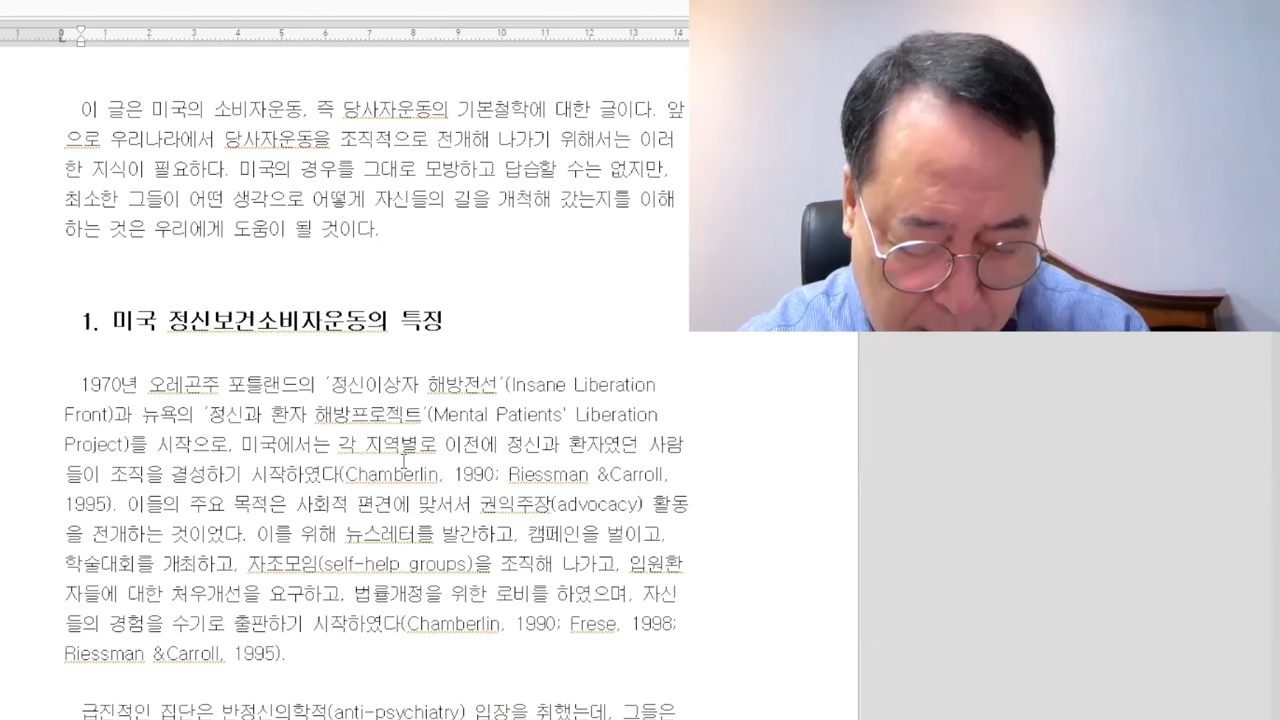 1 0 1 2 3 4 5 6 7 8 9 10 11 12 13 14
이 글은 미국의 소비자운동, 즉 당사자운동의 기본철학에 대한 글이다. 앞
으로 우리나라에서 당사자운동을 조직적으로 전개해 나가기 위해서는 이러
한 지식이 필요하다. 미국의 경우를 그대로 모방하고 답습할 수는 없지만,
최소한 그들이 어떤 생각으로 어떻게 자신들의 길을 개척해 갔는지를 이해
하는 것은 우리에게 도움이 될 것이다.
1. 미국 정신보건소비자운동의 특징
1970년 오레곤주 포틀랜드의 ‘정신이상자 해방전선’(Insane Liberation
Front)과 뉴욕의 ‘정신과 환자 해방프로젝트’(Mental Patients' Liberation
Project)를 시작으로, 미국에서는 각 지역별로 이전에 정신과 환자였던 사람
들이 조직을 결성하기 시작하였다(Chamberlin, 1990; Riessman &Carroll,
1995). 이들의 주요 목적은 사회적 편견에 맞서서 권익주장(advocacy) 활동
을 전개하는 것이었다. 이를 위해 뉴스레터를 발간하고, 캠페인을 벌이고,
학술대회를 개최하고, 자조모임(self-help groups)을 조직해 나가고, 입원환
자들에 대한 처우개선을 요구하고, 법률개정을 위한 로비를 하였으며, 자신
들의 경험을 수기로 출판하기 시작하였다(Chamberlin, 1990; Frese, 1998;
Riessman &Carroll, 1995).
급진적인 집단은 반정신의학적(anti-psychiatry) 입장을 취했는데, 그들은